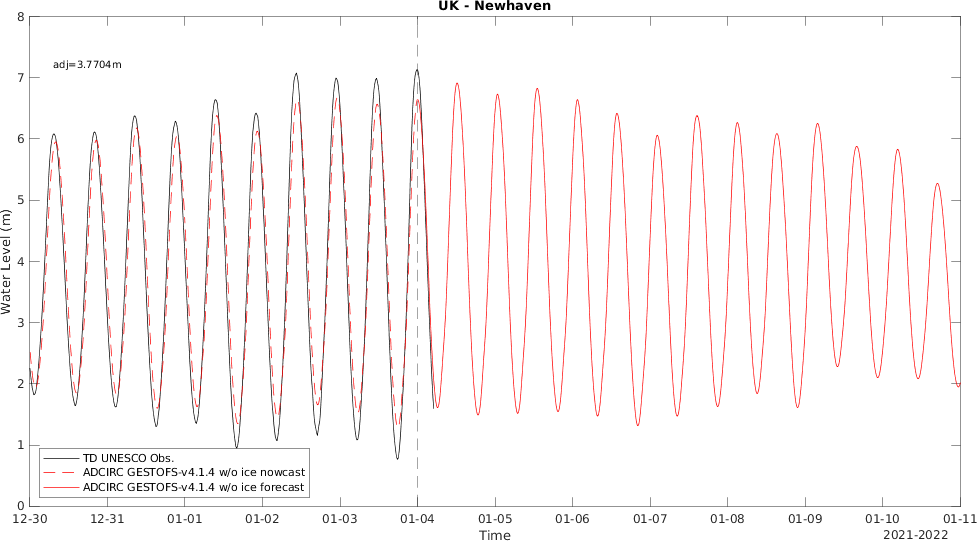 UK - Newhaven
8
7
6
5
4
3
2
1
0
Water Level (m)
adj=3.7704m
TD UNESCO Obs.
ADCIRC GESTOFS-v4.1.4 w/o ice nowcast
ADCIRC GESTOFS-v4.1.4 w/o ice forecast
12-30 12-31 01-01 01-02 01-03 01-04 01-05 01-06 01-07 01-08 01-09 01-10 01-11
Time
2021-2022